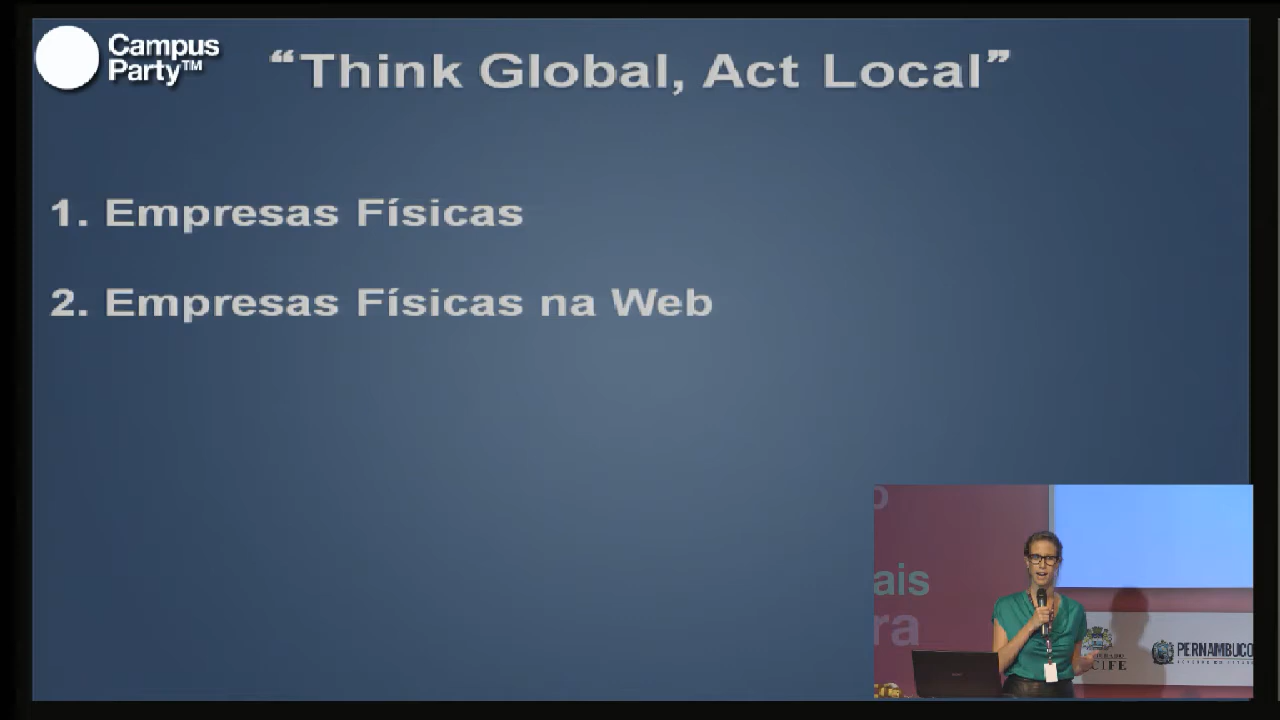 Campus
Party™
“Think Global, Act Local”
1. Empresas Físicas
2. Empresas Físicas na Web
o
ais
ra
CIFE
PERNAMBUCO